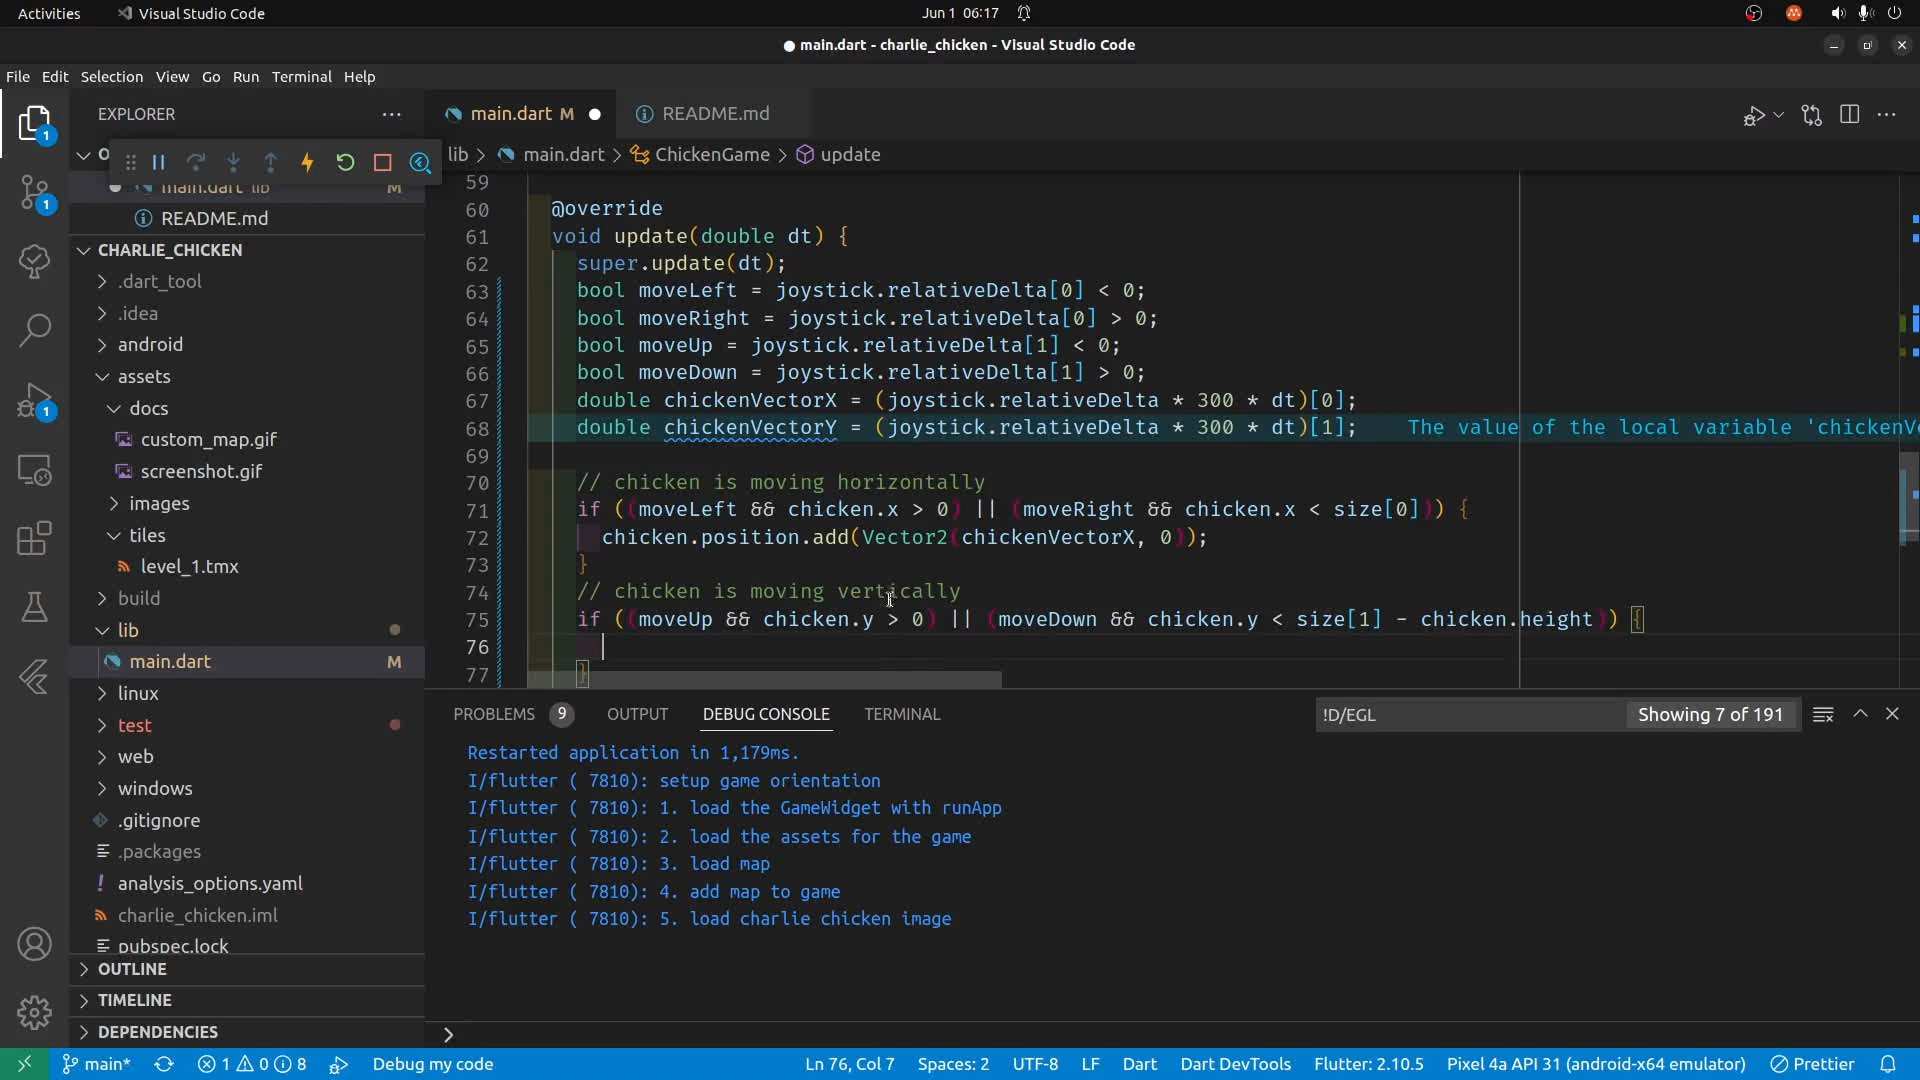 Activities
Visual Studio Code
Jun 1 06:17
main.dart - charlie_chicken - Visual Studio Code
File Edit Selection View Go Run Terminal Help
EXPLORER
main.dart M
README.md
lib > main.dart > ChickenGame > update
main.dart lib M
README.md
CHARLIE_CHICKEN
.dart_tool
.idea
android
assets
docs
custom_map.gif
screenshot.gif
images
tiles
level_1.tmx
build
lib
main.dart M
linux
test
web
windows
.gitignore
.packages
analysis_options.yaml
charlie_chicken.iml
pubspec.lock
OUTLINE
TIMELINE
DEPENDENCIES
1
1
1
59
60 @override
61 void update(double dt) {
62 super.update(dt);
63 bool moveLeft = joystick.relativeDelta[0] < 0;
64 bool moveRight = joystick.relativeDelta[0] > 0;
65 bool moveUp = joystick.relativeDelta[1] < 0;
66 bool moveDown = joystick.relativeDelta[1] > 0;
67 double chickenVectorX = (joystick.relativeDelta * 300 * dt)[0];
68 double chickenVectorY = (joystick.relativeDelta * 300 * dt)[1]; The value of the local variable 'chickenV
69
70 // chicken is moving horizontally
71 if ((moveLeft && chicken.x > 0) || (moveRight && chicken.x < size[0])) {
72 chicken.position.add(Vector2(chickenVectorX, 0));
73 }
74 // chicken is moving vertically
75 if ((moveUp && chicken.y > 0) || (moveDown && chicken.y < size[1] - chicken.height)) {
76
77 }
PROBLEMS 9 OUTPUT DEBUG CONSOLE TERMINAL
!D/EGL Showing 7 of 191
Restarted application in 1,179ms.
I/flutter ( 7810): setup game orientation
I/flutter ( 7810): 1. load the GameWidget with runApp
I/flutter ( 7810): 2. load the assets for the game
I/flutter ( 7810): 3. load map
I/flutter ( 7810): 4. add map to game
I/flutter ( 7810): 5. load charlie chicken image
main* 1 0 8 Debug my code
Ln 76, Col 7 Spaces: 2 UTF-8 LF Dart Dart DevTools Flutter: 2.10.5 Pixel 4a API 31 (android-x64 emulator) Prettier